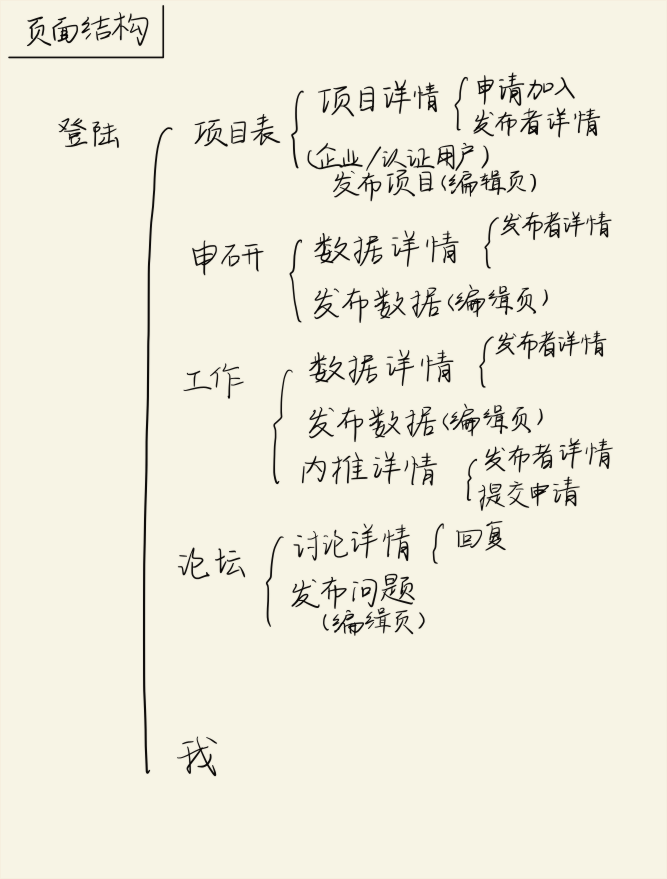 页面结构
登陆
项目表
项目详情
申请加入
发布者详情
(企业/认证用户)
发布项目(编辑页)
申研
数据详情
发布者详情
发布数据(编缉页)
工作
数据详情
发布者详情
发布数据(编缉页)
内推详情
发布者详情
提交申请
论坛
讨论详情
回复
发布问题
(编缉页)
我